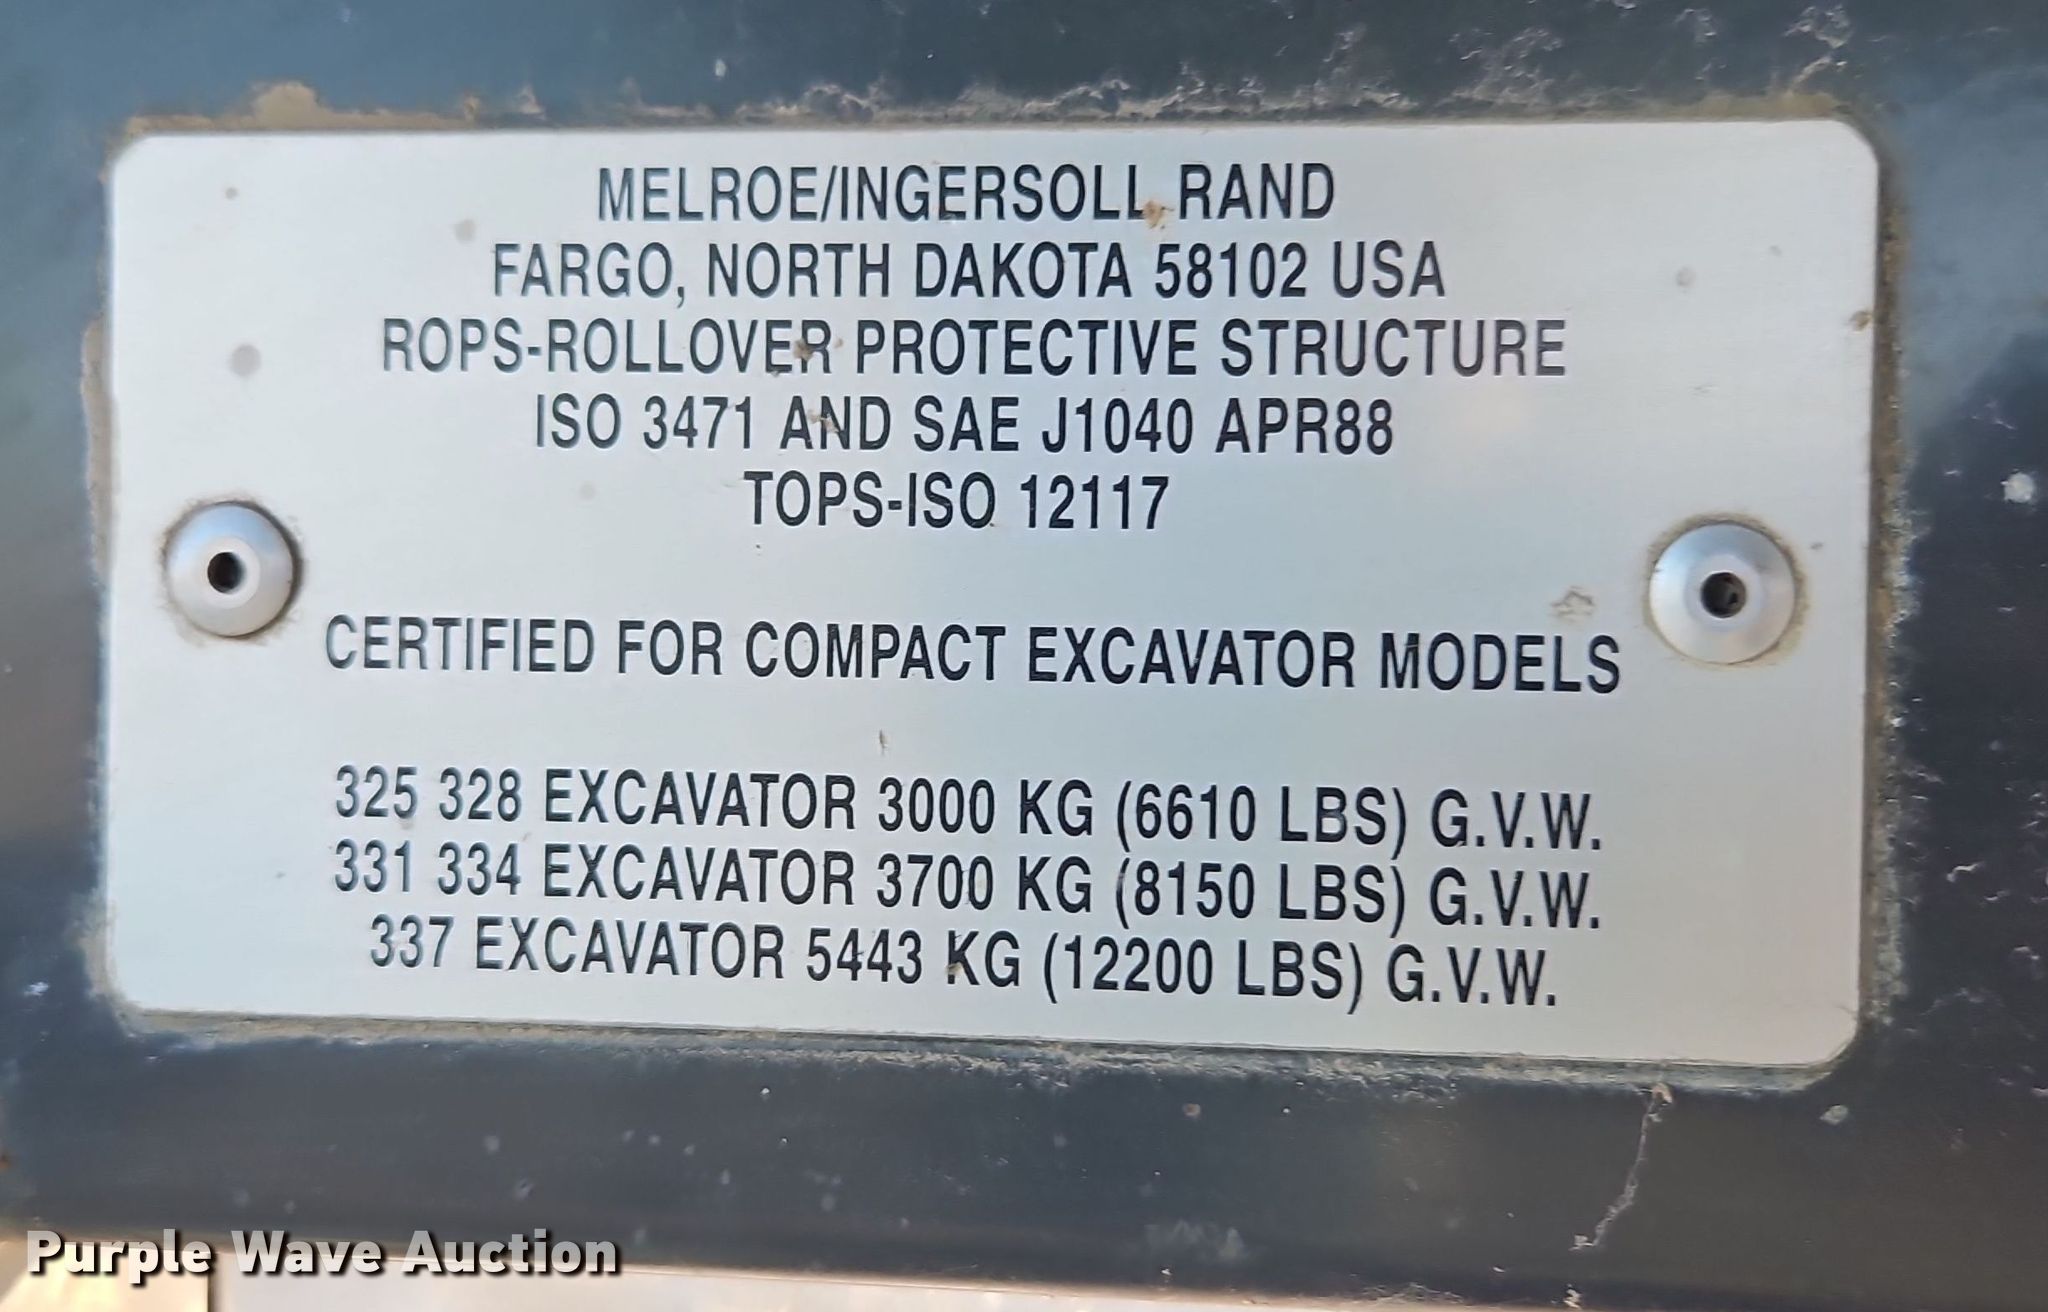 MELROE/INGERSOLL RAND
FARGO, NORTH DAKOTA 58102 USA
ROPS-ROLLOVER PROTECTIVE STRUCTURE
ISO 3471 AND SAE J1040 APR88
TOPS-ISO 12117
CERTIFIED FOR COMPACT EXCAVATOR MODELS
325 328 EXCAVATOR 3000 KG (6610 LBS) G.V.W.
331 334 EXCAVATOR 3700 KG (8150 LBS) G.V.W.
337 EXCAVATOR 5443 KG (12200 LBS) G.V.W.
Purple Wave Auction